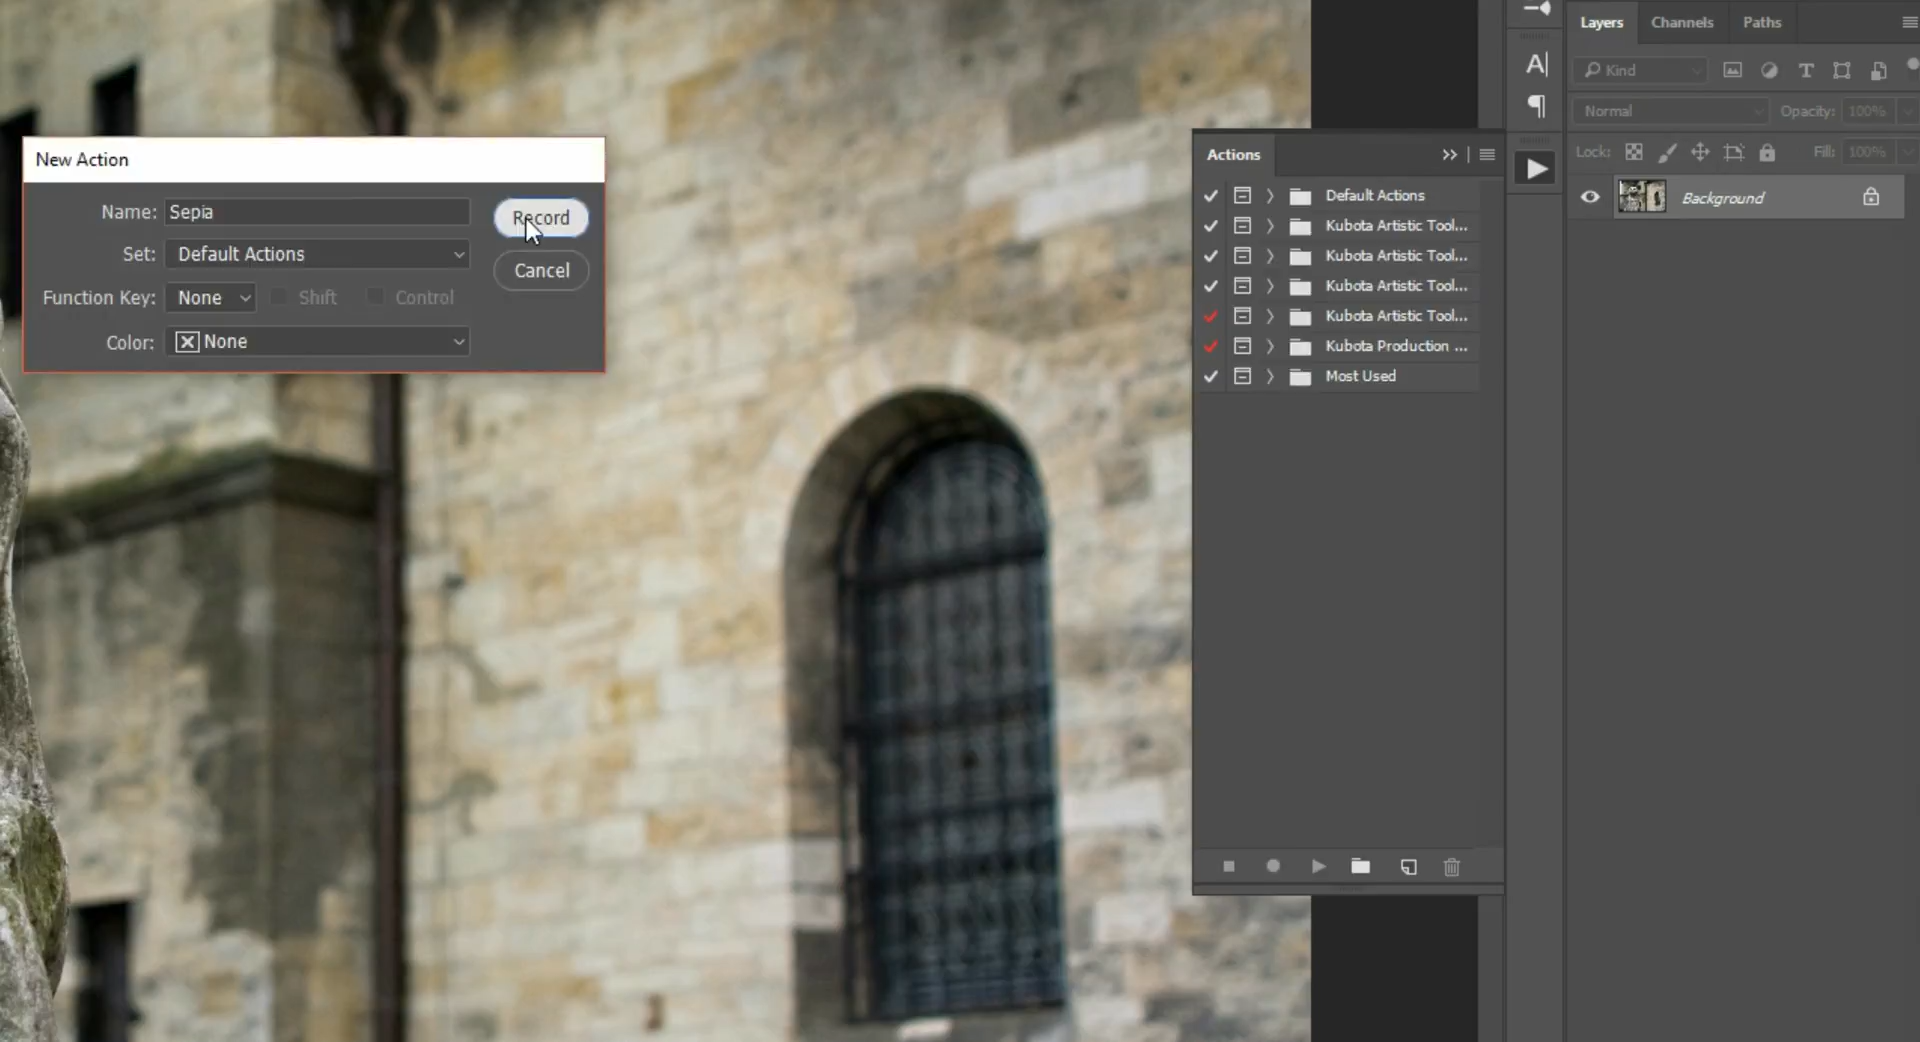 New Action
Name: Sepia
Record
Set: Default Actions
Cancel
Function Key: None Shift Control
Color: None
Actions
Default Actions
Kubota Artistic Tool...
Kubota Artistic Tool...
Kubota Artistic Tool...
Kubota Artistic Tool...
Kubota Production ...
Most Used
Layers Channels Paths
Kind
Normal Opacity: 100%
Lock: Fill: 100%
Background